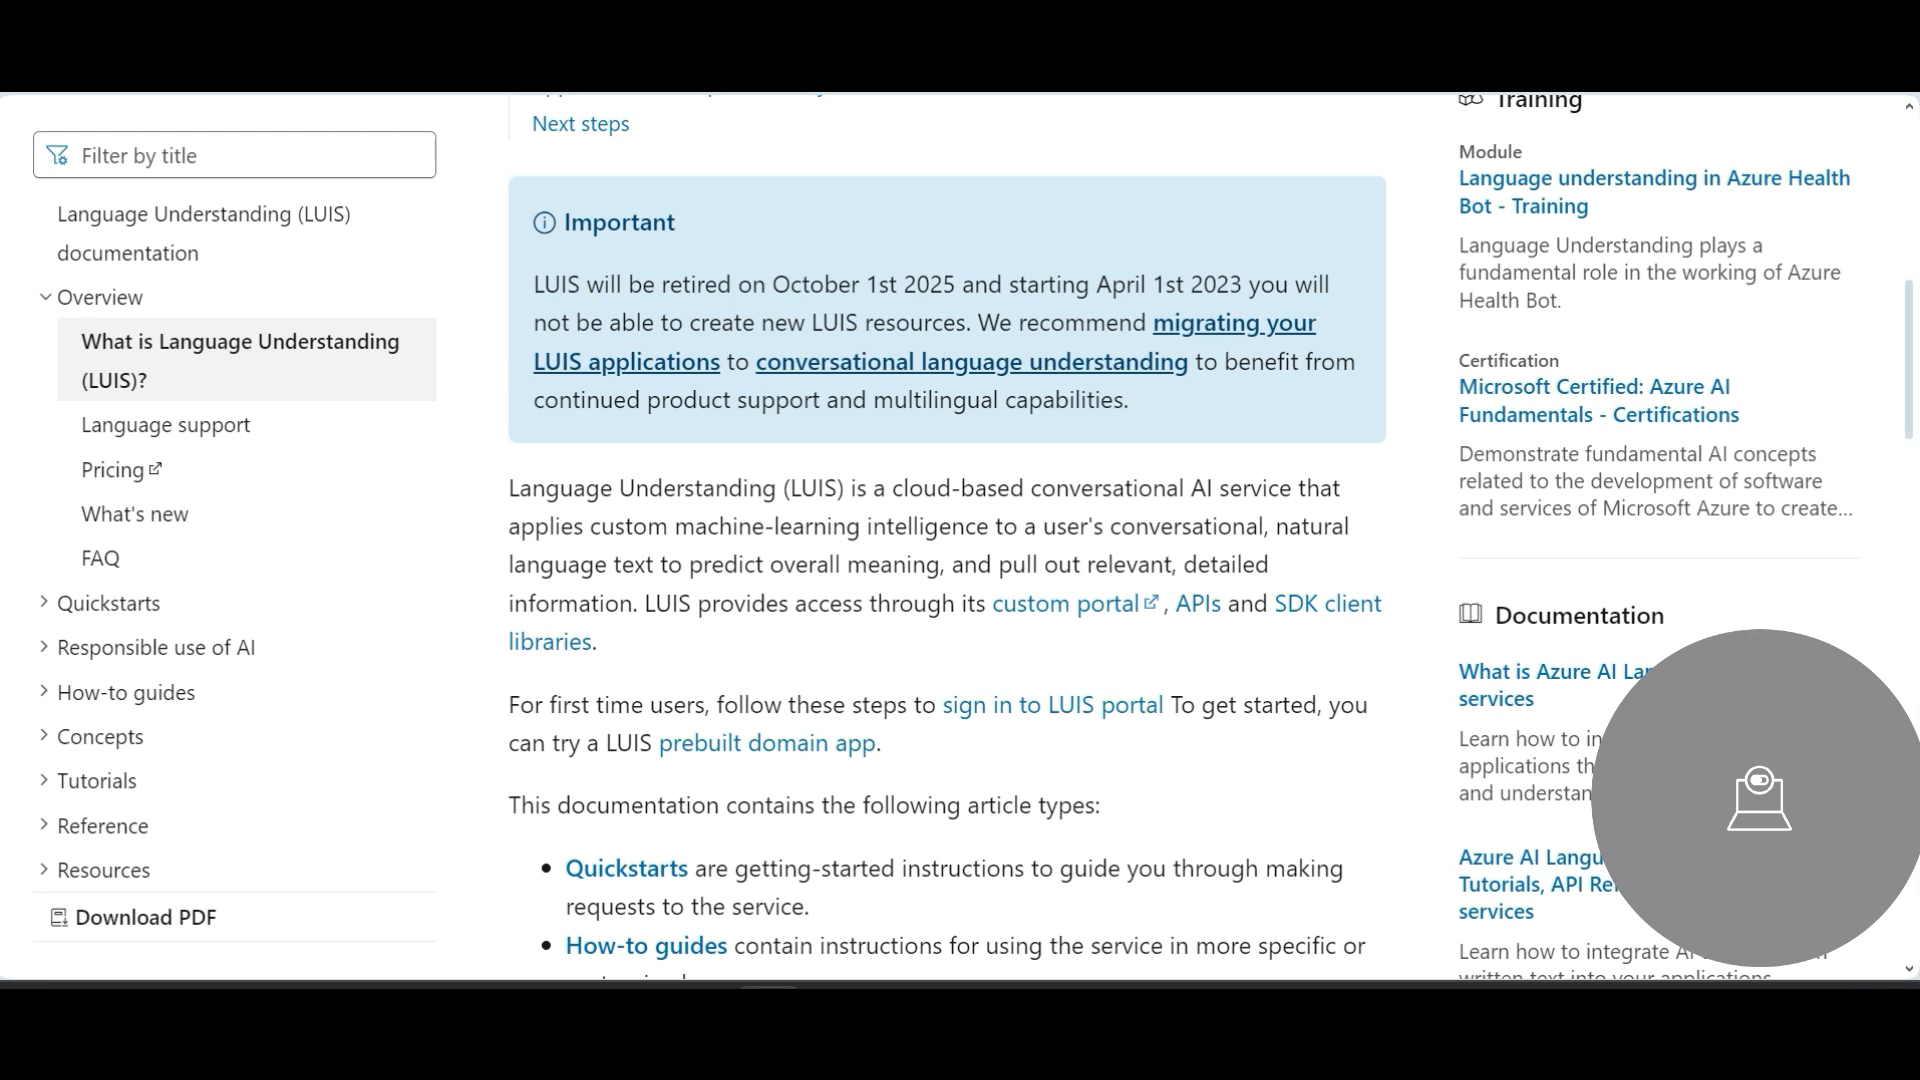 Next steps
Filter by title
Language Understanding (LUIS)
documentation
Overview
What is Language Understanding
(LUIS)?
Language support
Pricing
What's new
FAQ
Quickstarts
Responsible use of AI
How-to guides
Concepts
Tutorials
Reference
Resources
Download PDF
Important
LUIS will be retired on October 1st 2025 and starting April 1st 2023 you will
not be able to create new LUIS resources. We recommend migrating your
LUIS applications to conversational language understanding to benefit from
continued product support and multilingual capabilities.
Language Understanding (LUIS) is a cloud-based conversational AI service that
applies custom machine-learning intelligence to a user's conversational, natural
language text to predict overall meaning, and pull out relevant, detailed
information. LUIS provides access through its custom portal , APIs and SDK client
libraries.
For first time users, follow these steps to sign in to LUIS portal To get started, you
can try a LUIS prebuilt domain app.
This documentation contains the following article types:
• Quickstarts are getting-started instructions to guide you through making
requests to the service.
• How-to guides contain instructions for using the service in more specific or
Training
Module
Language understanding in Azure Health
Bot - Training
Language Understanding plays a
fundamental role in the working of Azure
Health Bot.
Certification
Microsoft Certified: Azure AI
Fundamentals - Certifications
Demonstrate fundamental AI concepts
related to the development of software
and services of Microsoft Azure to create...
Documentation
What is Azure AI
services
Learn how to
applications
and
Azure AI
Tutorials, API
services
Learn how to integrate
written text into your applications